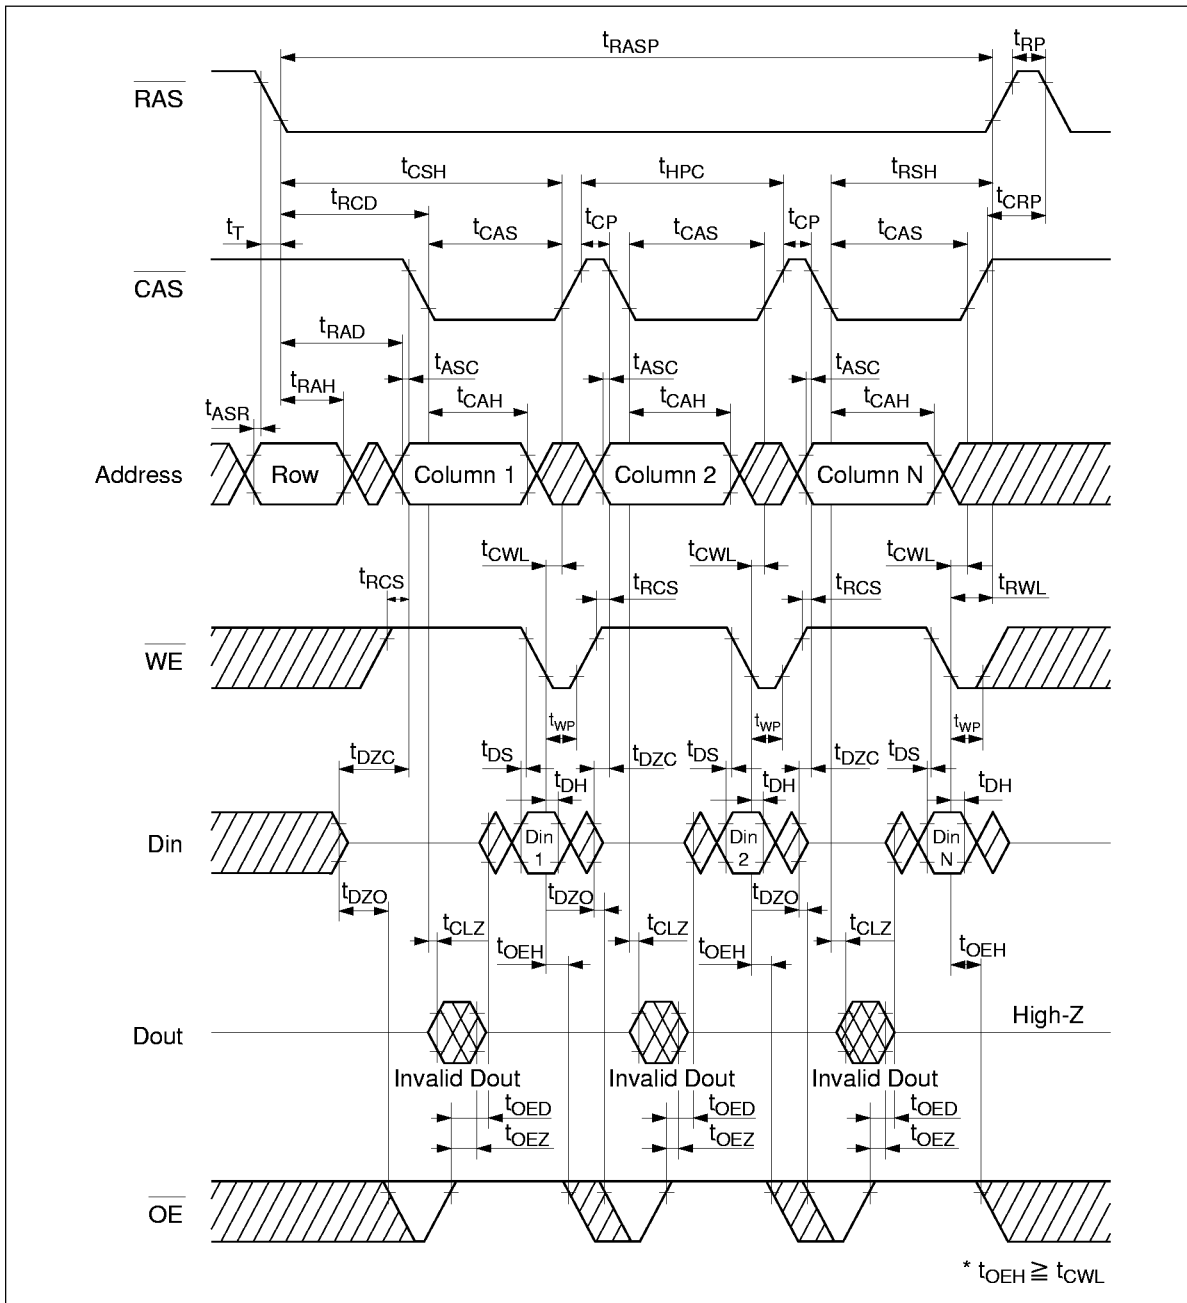 tRASP tRP
RAS
tCSH tHPC tRSH
tRCD tCRP
tT tCAS tCP tCAS tCP tCAS
CAS
tRAD
tASC tASC tASC
tRAH tCAH tCAH tCAH
tASR
Address Row Column 1 Column 2 Column N
tCWL tCWL tCWL
tRCS tRCS tRCS tRWL
WE
tWP tWP tWP
tDZC tDS tDZC tDS tDZC tDS
tDH tDH tDH
Din Din 1 Din 2 Din N
tDZO tDZO tDZO
tCLZ tCLZ tCLZ
tOEH tOEH tOEH
High-Z
Dout
Invalid Dout Invalid Dout Invalid Dout
tOED tOED tOED
tOEZ tOEZ tOEZ
OE
* tOEH ≧ tCWL